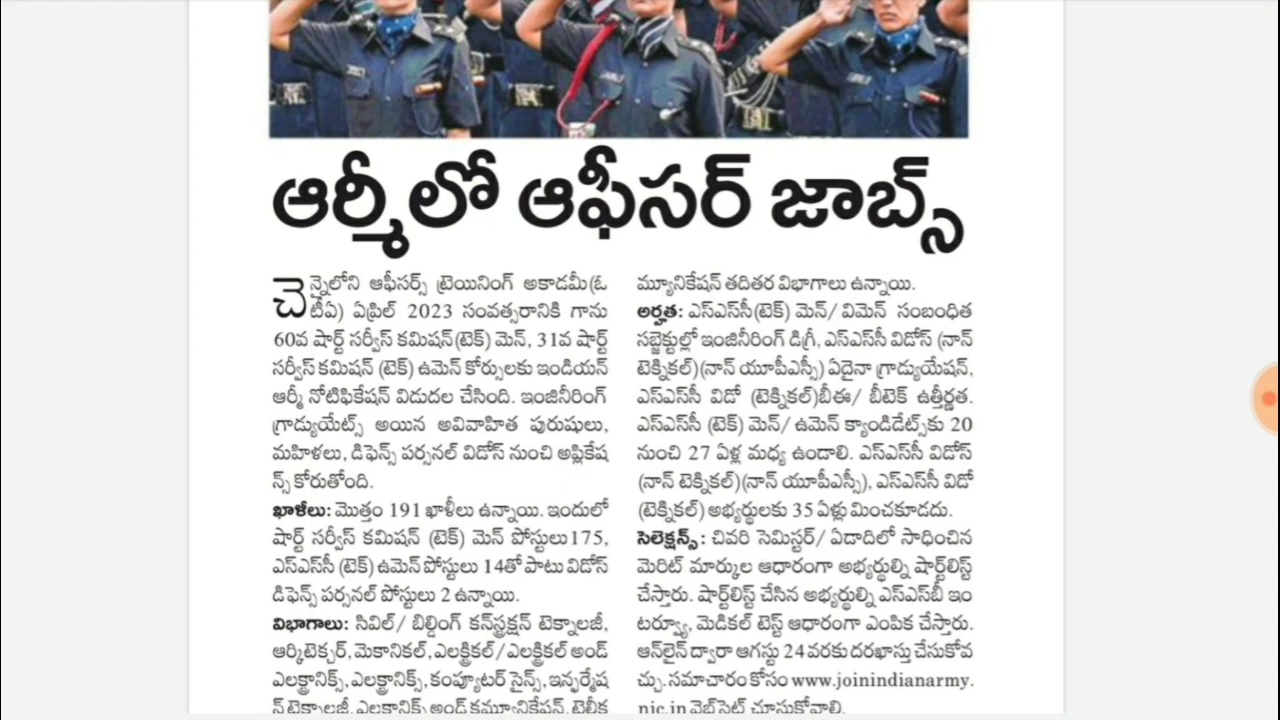 ఆర్మీలో ఆఫీసర్ జాబ్స్
చెన్నైలోని ఆఫీసర్స్ ట్రెయినింగ్ అకాడమీ(ఓ
టీఏ) ఏప్రిల్ 2023 సంవత్సరానికి గాను
60వ షార్ట్ సర్వీస్ కమిషన్(టెక్) మెన్, 31వ షార్ట్
సర్వీస్ కమిషన్ (టెక్) ఉమెన్ కోర్సులకు ఇండియన్
ఆర్మీ నోటిఫికేషన్ విడుదల చేసింది. ఇంజినీరింగ్
గ్రాడ్యుయేట్స్ అయిన అవివాహిత పురుషులు,
మహిళలు, డిఫెన్స్ పర్సనల్ విడోస్ నుంచి అప్లికేష
న్స్ కోరుతోంది.
ఖాళీలు: మొత్తం 191 ఖాళీలు ఉన్నాయి. ఇందులో
షార్ట్ సర్వీస్ కమిషన్ (టెక్) మెన్ పోస్టులు175,
ఎస్ఎస్‌సీ (టెక్) ఉమెన్ పోస్టులు 14తో పాటు విడోస్
డిఫెన్స్ పర్సనల్ పోస్టులు 2 ఉన్నాయి.
విభాగాలు: సివిల్/ బిల్డింగ్ కన్‌స్ట్రక్షన్ టెక్నాలజీ,
ఆర్కిటెక్చర్, మెకానికల్, ఎలక్ట్రికల్/ ఎలక్ట్రికల్ అండ్
ఎలక్ట్రానిక్స్, ఎలక్ట్రానిక్స్, కంప్యూటర్ సైన్స్, ఇన్ఫర్మేష
న్ టెక్నాలజీ, ఎలక్ట్రానిక్స్ అండ్ కమ్యూనికేషన్, టెలీక
మ్యూనికేషన్ తదితర విభాగాలు ఉన్నాయి.
అర్హత: ఎస్ఎస్‌సీ(టెక్) మెన్/ విమెన్ సంబంధిత
సబ్జెక్టుల్లో ఇంజినీరింగ్ డిగ్రీ, ఎస్ఎస్‌సీ విడోస్ (నాన్
టెక్నికల్)(నాన్ యూపీఎస్సీ) ఏదైనా గ్రాడ్యుయేషన్,
ఎస్ఎస్‌సీ విడో (టెక్నికల్)బీఈ/ బీటెక్ ఉత్తీర్ణత.
ఎస్ఎస్‌సీ (టెక్) మెన్/ ఉమెన్ క్యాండిడేట్స్‌కు 20
నుంచి 27 ఏళ్ల మధ్య ఉండాలి. ఎస్ఎస్‌సీ విడోస్
(నాన్ టెక్నికల్)(నాన్ యూపీఎస్సీ), ఎస్ఎస్‌సీ విడో
(టెక్నికల్) అభ్యర్థులకు 35 ఏళ్లు మించకూడదు.
సెలెక్షన్స్: చివరి సెమిస్టర్/ ఏడాదిలో సాధించిన
మెరిట్ మార్కుల ఆధారంగా అభ్యర్థుల్ని షార్ట్‌లిస్ట్
చేస్తారు. షార్ట్‌లిస్ట్ చేసిన అభ్యర్థుల్ని ఎస్ఎస్‌బీ ఇం
టర్వ్యూ, మెడికల్ టెస్ట్ ఆధారంగా ఎంపిక చేస్తారు.
ఆన్‌లైన్ ద్వారా ఆగస్టు 24 వరకు దరఖాస్తు చేసుకోవ
చ్చు. సమాచారం కోసం www.joinindianarmy.
nic.in వెబ్‌సైట్ చూసుకోవాలి.